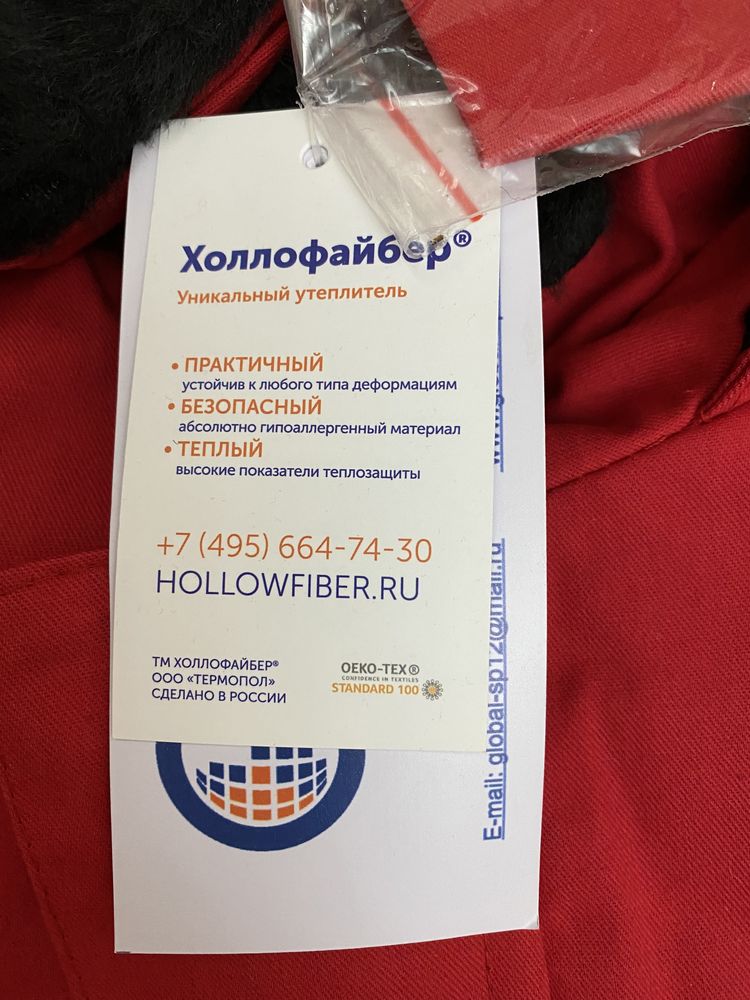 Холлофайбер®
Уникальный утеплитель
• ПРАКТИЧНЫЙ
устойчив к любого типа деформациям
• БЕЗОПАСНЫЙ
абсолютно гипоаллергенный материал
• ТЕПЛЫЙ
высокие показатели теплозащиты
+7 (495) 664-74-30
HOLLOWFIBER.RU
ТМ ХОЛЛОФАЙБЕР®
ООО «ТЕРМОПОЛ»
СДЕЛАНО В РОССИИ
OEKO-TEX®
CONFIDENCE IN TEXTILES
STANDARD 100
E-mail: global-sp12@mail.ru